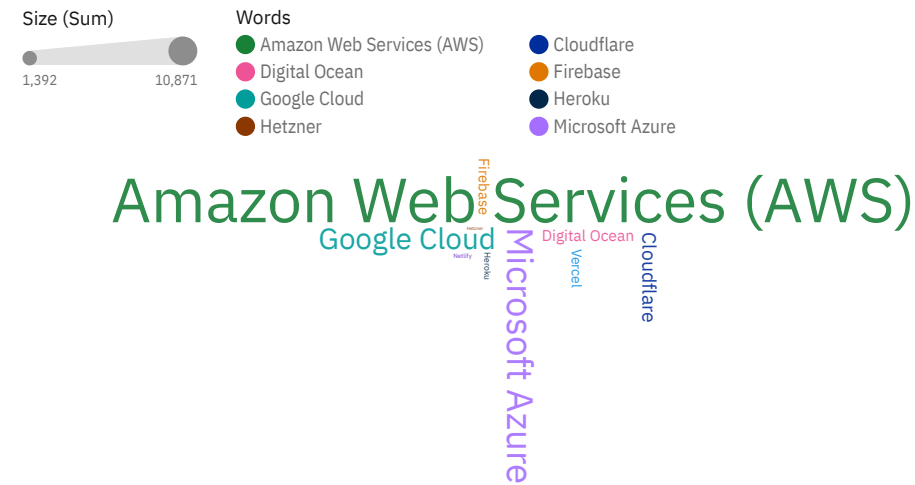 Size (Sum)
1,392 10,871
Words
Amazon Web Services (AWS)
Digital Ocean
Google Cloud
Hetzner
Cloudflare
Firebase
Heroku
Microsoft Azure
Firebase
Amazon Web Services (AWS)
Google Cloud
Hetzner
Netlify
Heroku
Microsoft Azure
Digital Ocean
Vercel
Cloudflare